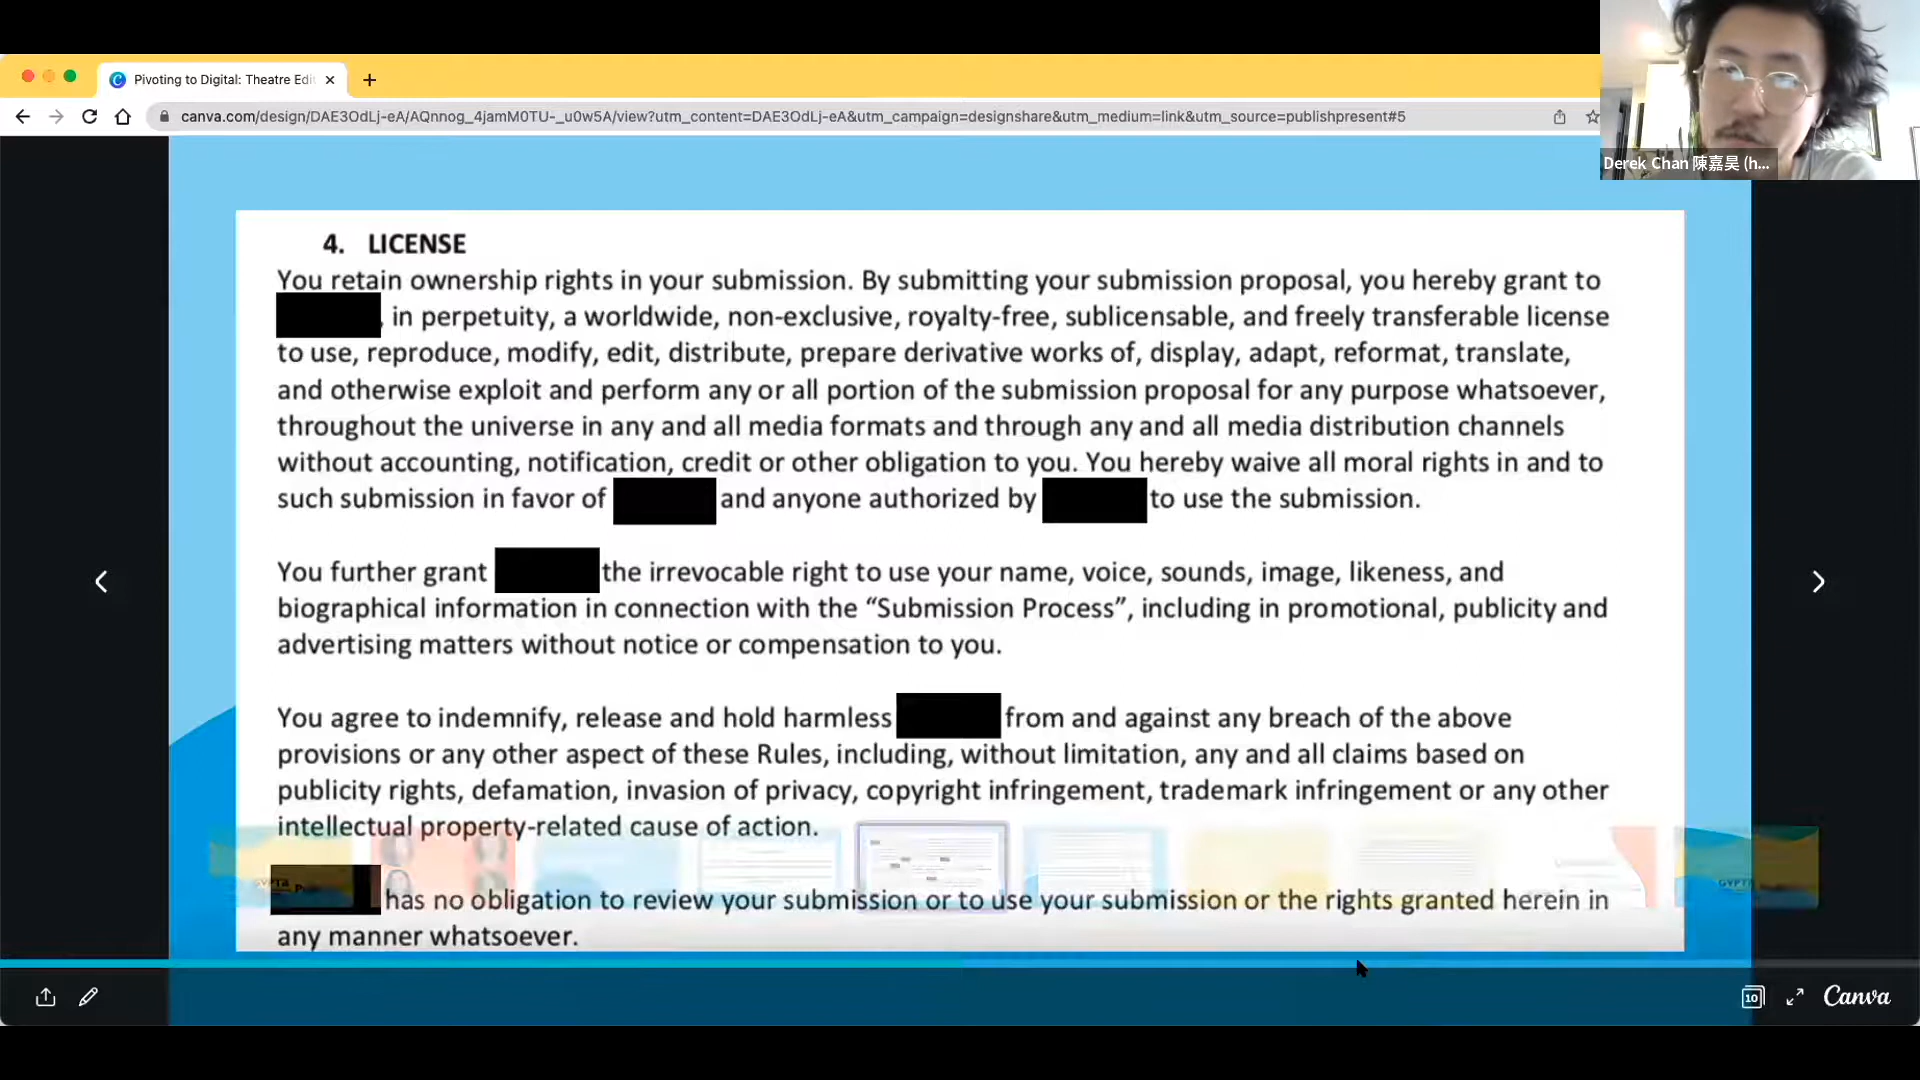 Pivoting to Digital: Theatre Edi
canva.com/design/DAE3OdLj-eA/AQnnog_4jamM0TU-_u0w5A/view?utm_content=DAE3OdLj-eA&utm_campaign=designshare&utm_medium=link&utm_source=publishpresent#5
Derek Chan 陳嘉昊 (h...
4. LICENSE
You retain ownership rights in your submission. By submitting your submission proposal, you hereby grant to
, in perpetuity, a worldwide, non-exclusive, royalty-free, sublicensable, and freely transferable license
to use, reproduce, modify, edit, distribute, prepare derivative works of, display, adapt, reformat, translate,
and otherwise exploit and perform any or all portion of the submission proposal for any purpose whatsoever,
throughout the universe in any and all media formats and through any and all media distribution channels
without accounting, notification, credit or other obligation to you. You hereby waive all moral rights in and to
such submission in favor of and anyone authorized by to use the submission.
You further grant the irrevocable right to use your name, voice, sounds, image, likeness, and
biographical information in connection with the “Submission Process”, including in promotional, publicity and
advertising matters without notice or compensation to you.
You agree to indemnify, release and hold harmless from and against any breach of the above
provisions or any other aspect of these Rules, including, without limitation, any and all claims based on
publicity rights, defamation, invasion of privacy, copyright infringement, trademark infringement or any other
intellectual property-related cause of action.
has no obligation to review your submission or to use your submission or the rights granted herein in
any manner whatsoever.
10
Canva